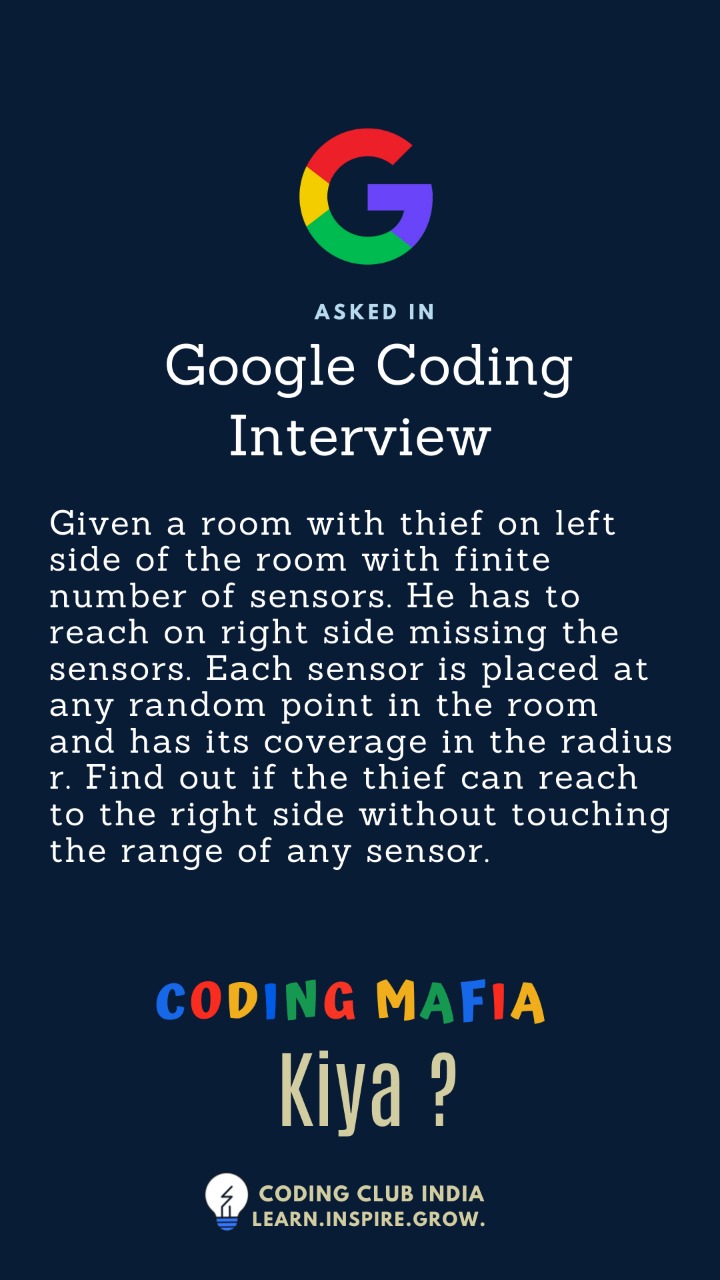 ASKED IN
Google Coding
Interview
Given a room with thief on left
side of the room with finite
number of sensors. He has to
reach on right side missing the
sensors. Each sensor is placed at
any random point in the room
and has its coverage in the radius
r. Find out if the thief can reach
to the right side without touching
the range of any sensor.
CODING MAFIA
Kiya ?
CODING CLUB INDIA
LEARN.INSPIRE.GROW.